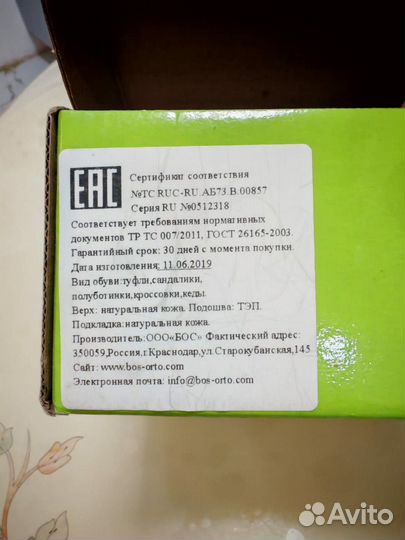 EAC
Сертификат соответствия
№ТС RUC-RU.АБ73.В.00857
Серия RU №0512318
Соответствует требованиям нормативных
документов ТР ТС 007/2011, ГОСТ 26165-2003.
Гарантийный срок: 30 дней с момента покупки.
Дата изготовления: 11.06.2019
Вид обуви:туфли,сандалики,
полуботинки,кроссовки,кеды.
Верх: натуральная кожа. Подошва: ТЭП.
Подкладка:натуральная кожа.
Производитель:ООО«БОС» Фактический адрес:
350059,Россия,г.Краснодар,ул.Старокубанская,145
Сайт: www.bos-orto.com
Электронная почта: info@bos-orto.com
Avito